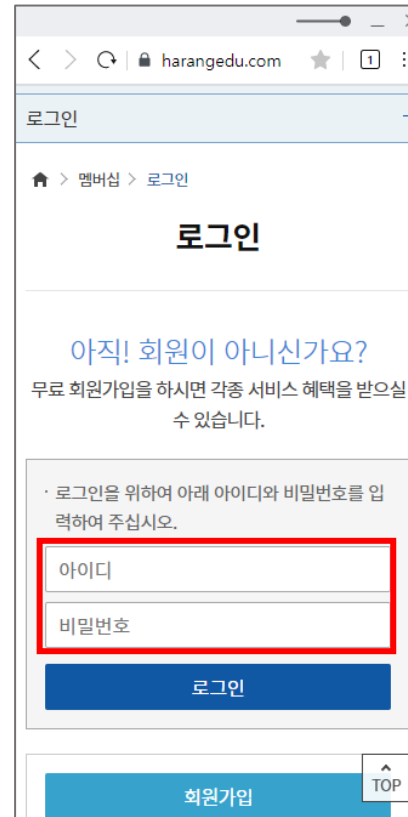 harangedu.com
1
로그인
멤버십 > 로그인
로그인
아직! 회원이 아니신가요?
무료 회원가입을 하시면 각종 서비스 혜택을 받으실
수 있습니다.
· 로그인을 위하여 아래 아이디와 비밀번호를 입
력하여 주십시오.
아이디
비밀번호
로그인
TOP
회원가입